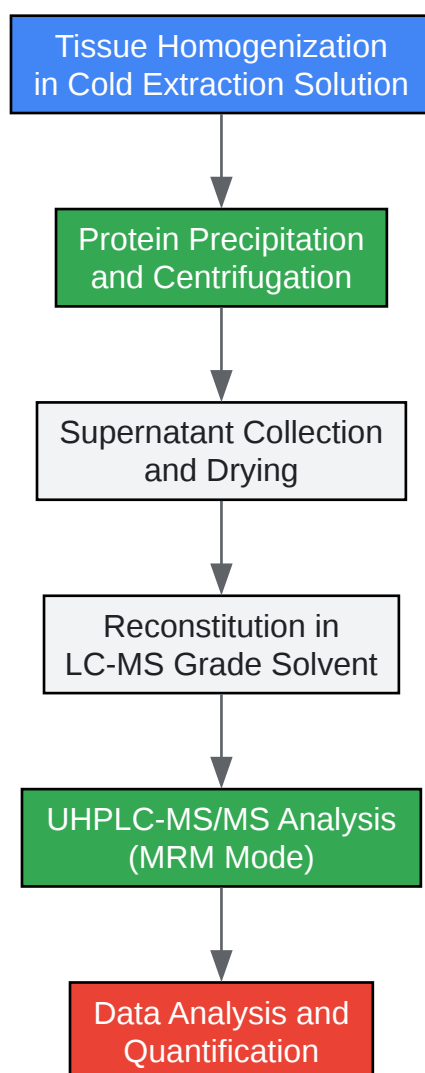 Tissue Homogenization
in Cold Extraction Solution
Protein Precipitation
and Centrifugation
Supernatant Collection
and Drying
Reconstitution in
LC-MS Grade Solvent
UHPLC-MS/MS Analysis
(MRM Mode)
Data Analysis and
Quantification